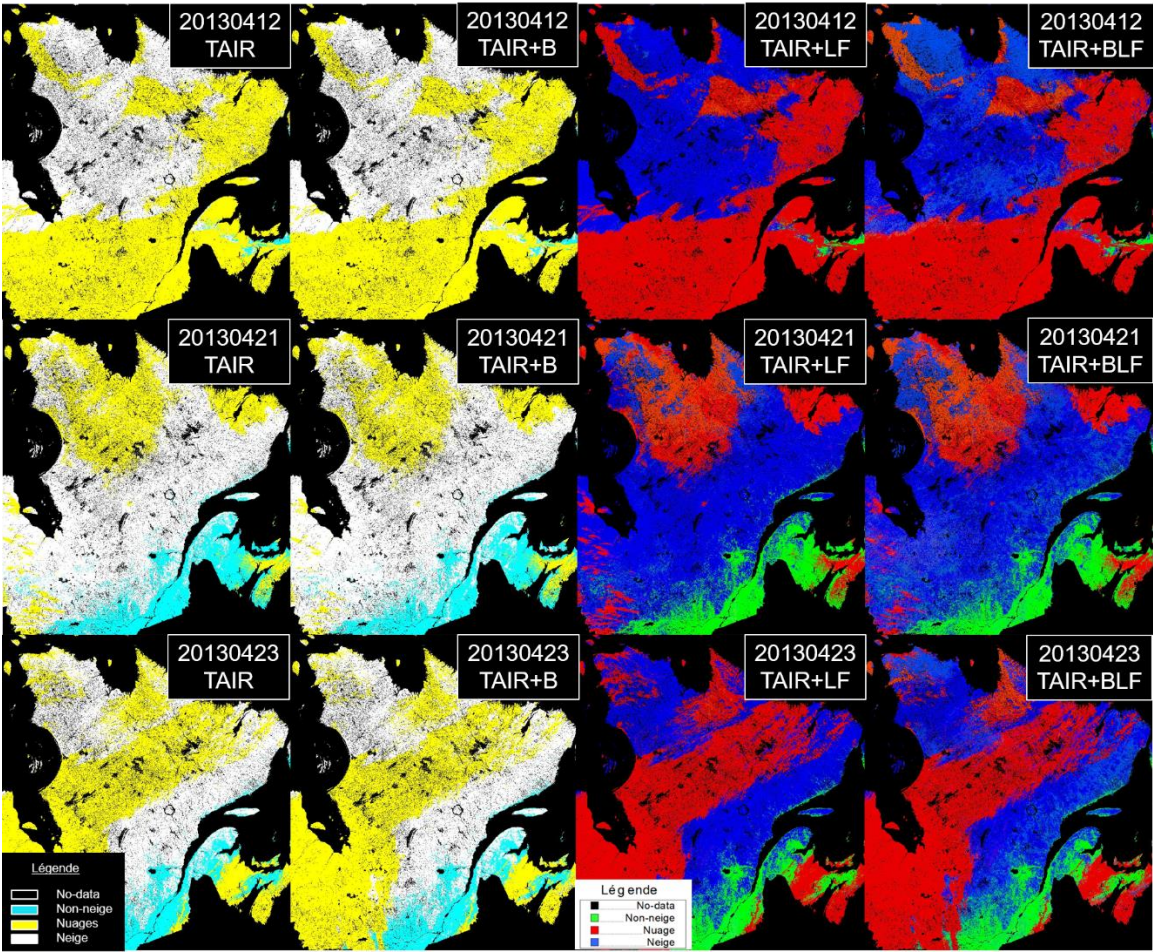 20130412
TAIR
20130412
TAIR+B
20130412
TAIR+LF
20130412
TAIR+BLF
20130421
TAIR
20130421
TAIR+B
20130421
TAIR+LF
20130421
TAIR+BLF
20130423
TAIR
20130423
TAIR+B
20130423
TAIR+LF
20130423
TAIR+BLF
Légende
No-data
Non-neige
Nuages
Neige
Légende
No-data
Non-neige
Nuage
Neige